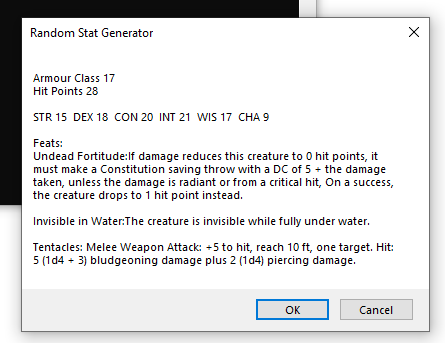 Random Stat Generator
Armour Class 17
Hit Points 28
STR 15  DEX 18  CON 20  INT 21  WIS 17  CHA 9
Feats:
Undead Fortitude:If damage reduces this creature to 0 hit points, it
must make a Constitution saving throw with a DC of 5 + the damage
taken, unless the damage is radiant or from a critical hit, On a success,
the creature drops to 1 hit point instead.
Invisible in Water:The creature is invisible while fully under water.
Tentacles: Melee Weapon Attack: +5 to hit, reach 10 ft, one target. Hit:
5 (1d4 + 3) bludgeoning damage plus 2 (1d4) piercing damage.
OK
Cancel